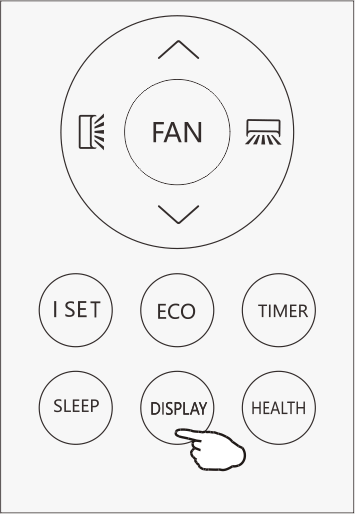 FAN
I SET
ECO
TIMER
SLEEP
DISPLAY
HEALTH